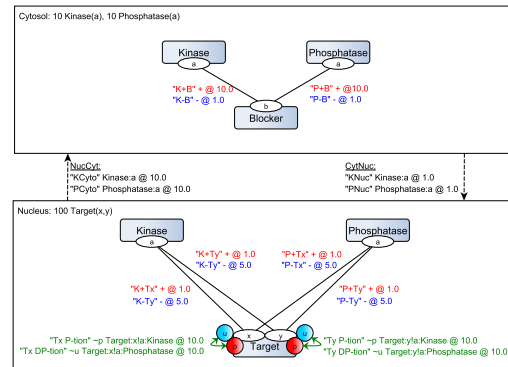 Cytosol: 10 Kinase(a), 10 Phosphatase(a)
Kinase
Phosphatase
a
a
"K+B" + @ 10.0
"K-B" - @ 1.0
"P+B" + @10.0
"P-B" - @ 1.0
b
Blocker
NucCyt:
"KCyto" Kinase:a @ 10.0
"PCyto" Phosphatase:a @ 10.0
CytNuc:
"KNuc" Kinase:a @ 1.0
"PNuc" Phosphatase:a @ 1.0
Nucleus: 100 Target(x,y)
Kinase
Phosphatase
a
a
"K+Ty" + @ 1.0
"K-Ty" - @ 5.0
"P+Tx" + @ 1.0
"P-Tx" - @ 5.0
"K+Tx" + @ 1.0
"K-Ty" - @ 5.0
"P+Ty" + @ 1.0
"P-Ty" - @ 5.0
u
x
y
u
p
Target
p
"Tx P-tion" ~p Target:x!a:Kinase @ 10.0
"Tx DP-tion" ~u Target:x!a:Phosphatase @ 10.0
"Ty P-tion" ~p Target:y!a:Kinase @ 10.0
"Ty DP-tion" ~u Target:y!a:Phosphatase @ 10.0